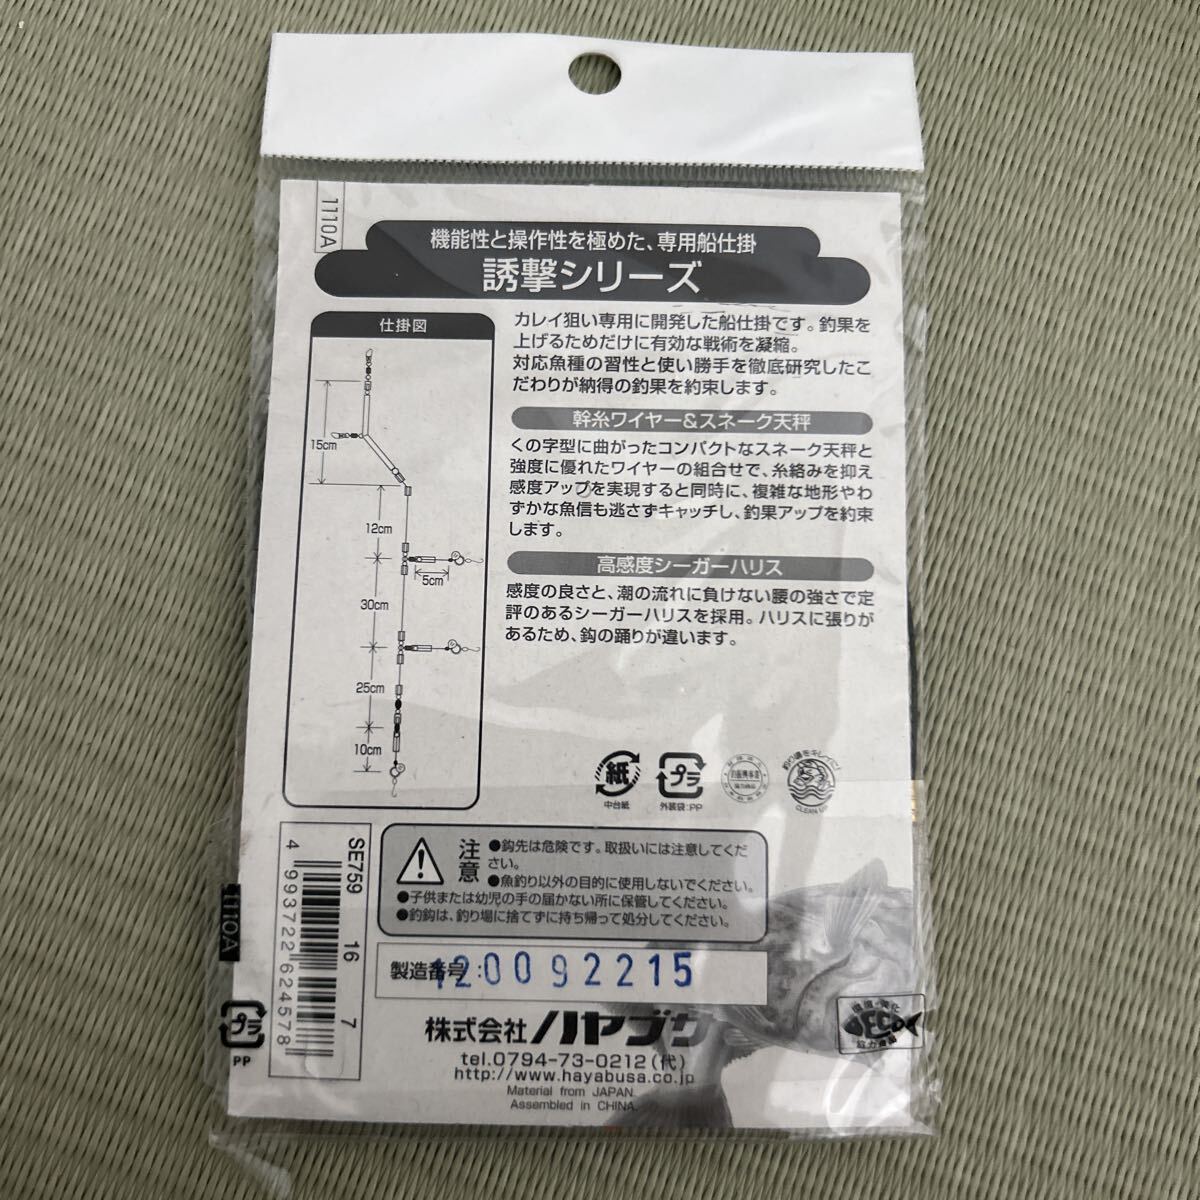 1110A
機能性と操作性を極めた、専用船仕掛
誘撃シリーズ
仕掛図
15cm
12cm
5cm
30cm
25cm
10cm
カレイ狙い専用に開発した船仕掛です。釣果を
上げるためだけに有効な戦術を凝縮。
対応魚種の習性と使い勝手を徹底研究したこ
だわりが納得の釣果を約束します。
幹糸ワイヤー&スネーク天秤
くの字型に曲がったコンパクトなスネーク天秤と
強度に優れたワイヤーの組合せで、糸絡みを抑え
感度アップを実現すると同時に、複雑な地形やわ
ずかな魚信も逃さずキャッチし、釣果アップを約束
します。
高感度シーガーハリス
感度の良さと、潮の流れに負けない腰の強さで定
評のあるシーガーハリスを採用。ハリスに張りが
あるため、鈎の踊りが違います。
紙
中台紙
プラ
外装袋:PP
釣り場をキレイに!
CLEAN UP
注意
●鈎先は危険です。取扱いには注意してくだ
さい。
●魚釣り以外の目的に使用しないでください。
●子供または幼児の手の届かない所に保管してください。
●釣鈎は、釣り場に捨てずに持ち帰って処分してください。
SE759 16 7
4 993722 624578
1110A
プラ
PP
製造番号:
120092215
株式会社ハヤブサ
tel.0794-73-0212(代)
http://www.hayabusa.co.jp
Material from JAPAN.
Assembled in CHINA.
環境・美化
EC
協力商品